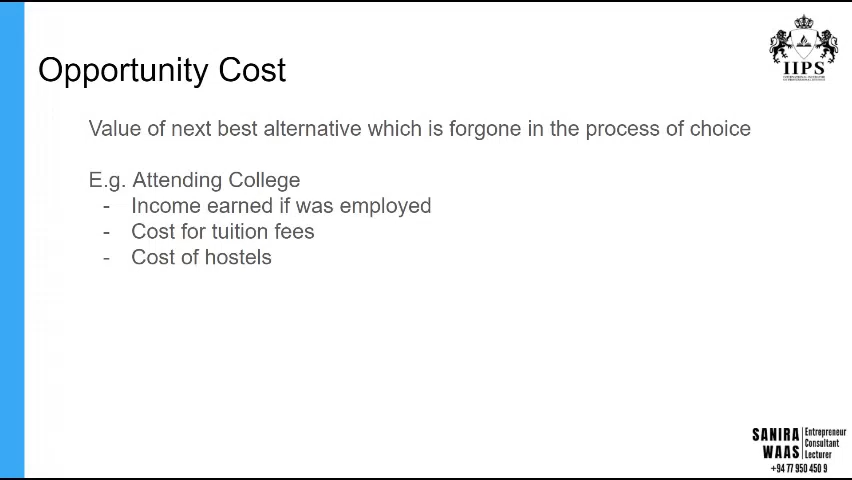 Opportunity Cost
IIPS
Value of next best alternative which is forgone in the process of choice
E.g. Attending College
- Income earned if was employed
- Cost for tuition fees
- Cost of hostels
SANIRA WAAS
Entrepreneur
Consultant
Lecturer
+94 77 950 450 9